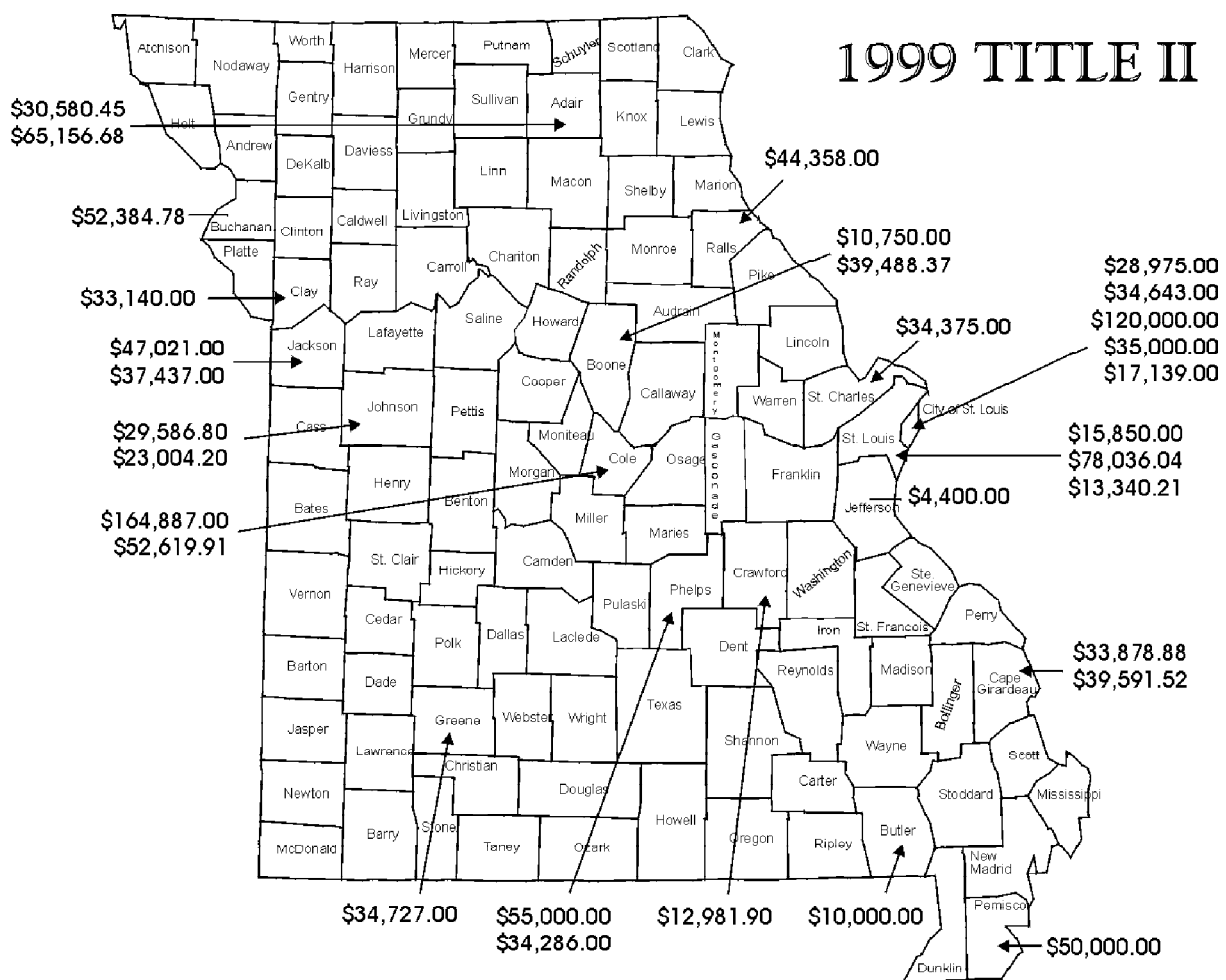 1999 TITLE II
Atchison
Nodaway
Worth
Harrison
Mercer
Putnam
Schuyler
Scotland
Clark
Gentry
Sullivan
Adair
Knox
Lewis
$30,580.45
$65,156.68
Holt
Grundy
Andrew
DeKalb
Daviess
Linn
Macon
Shelby
Marion
$44,358.00
$52,384.78
Buchanan
Clinton
Caldwell
Livingston
Chariton
Randolph
Monroe
Ralls
Pike
$10,750.00
$39,488.37
Platte
Clay
Ray
Carroll
$33,140.00
Audrain
$28,975.00
$34,643.00
$120,000.00
$35,000.00
$17,139.00
Jackson
Lafayette
Saline
Howard
Boone
Montgomery
Lincoln
$34,375.00
$47,021.00
$37,437.00
Cooper
Callaway
Warren
St. Charles
City of St. Louis
Cass
Johnson
Pettis
Moniteau
$29,586.80
$23,004.20
Morgan
Cole
Osage
Gasconade
Franklin
St. Louis
$15,850.00
$78,036.04
$13,340.21
Bates
Henry
Benton
Miller
Maries
Jefferson
$4,400.00
$164,887.00
$52,619.91
St. Clair
Hickory
Camden
Pulaski
Phelps
Crawford
Washington
Ste.
Genevieve
Vernon
Cedar
Polk
Dallas
Laclede
Dent
Iron
St. Francois
Perry
Barton
Dade
Texas
Reynolds
Madison
Bollinger
Cape
Girardeau
$33,878.88
$39,591.52
Jasper
Lawrence
Greene
Webster
Wright
Shannon
Wayne
Scott
Christian
Carter
Newton
Douglas
Stoddard
Mississippi
McDonald
Barry
Stone
Taney
Ozark
Howell
Oregon
Ripley
Butler
New
Madrid
Pemiscot
Dunklin
$34,727.00
$55,000.00
$34,286.00
$12,981.90
$10,000.00
$50,000.00